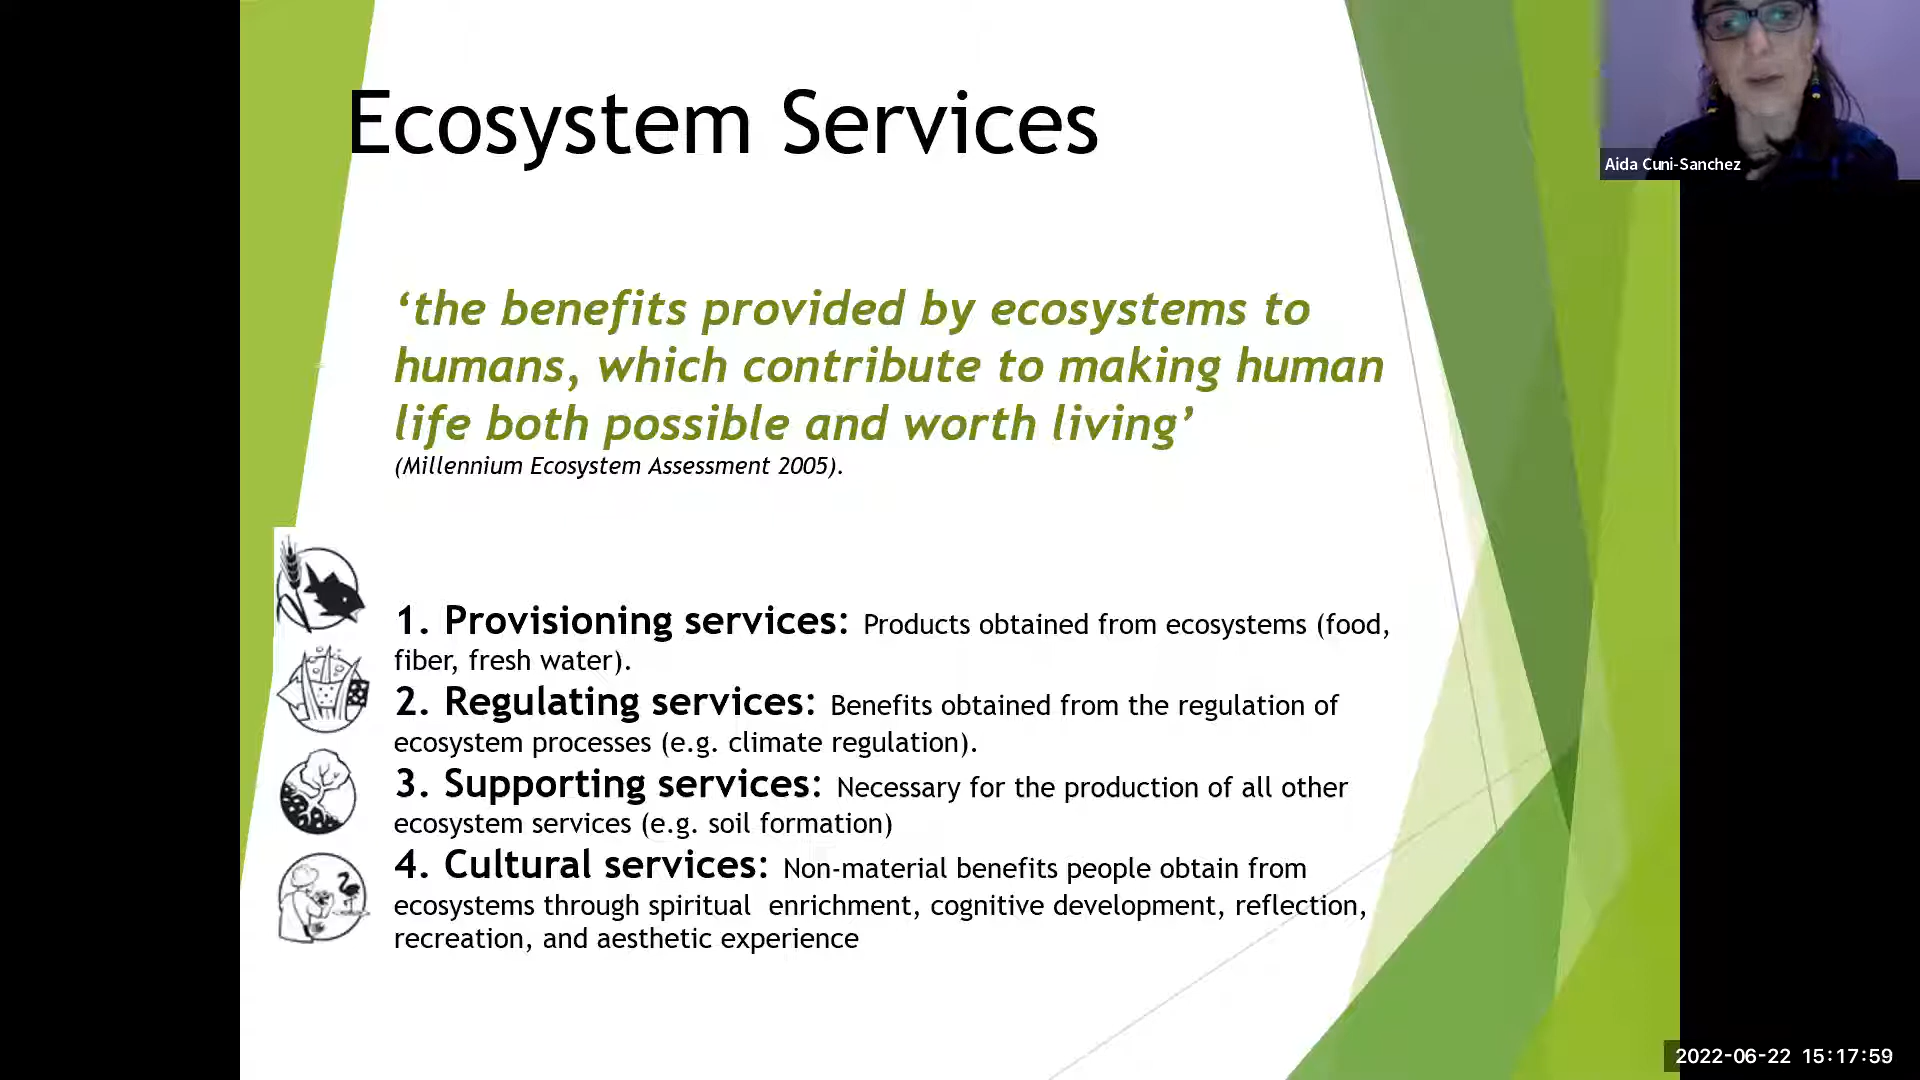 Ecosystem Services
Aida Cuni-Sanchez
‘the benefits provided by ecosystems to
humans, which contribute to making human
life both possible and worth living’
(Millennium Ecosystem Assessment 2005).
1. Provisioning services: Products obtained from ecosystems (food,
fiber, fresh water).
2. Regulating services: Benefits obtained from the regulation of
ecosystem processes (e.g. climate regulation).
3. Supporting services: Necessary for the production of all other
ecosystem services (e.g. soil formation)
4. Cultural services: Non-material benefits people obtain from
ecosystems through spiritual  enrichment, cognitive development, reflection,
recreation, and aesthetic experience
2022-06-22 15:17:59